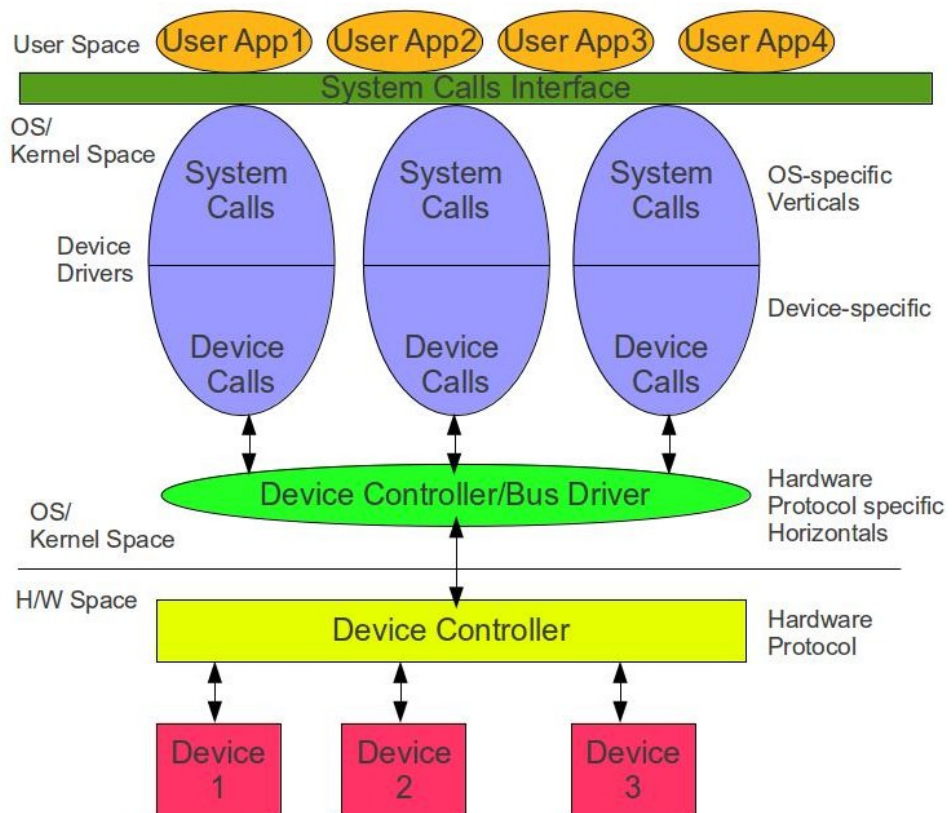 User Space
User App1
User App2
User App3
User App4
System Calls Interface
OS/
Kernel Space
System
Calls
System
Calls
System
Calls
OS-specific
Verticals
Device
Drivers
Device
Calls
Device
Calls
Device
Calls
Device-specific
Device Controller/Bus Driver
Hardware
Protocol specific
Horizontals
OS/
Kernel Space
H/W Space
Device Controller
Hardware
Protocol
Device
1
Device
2
Device
3